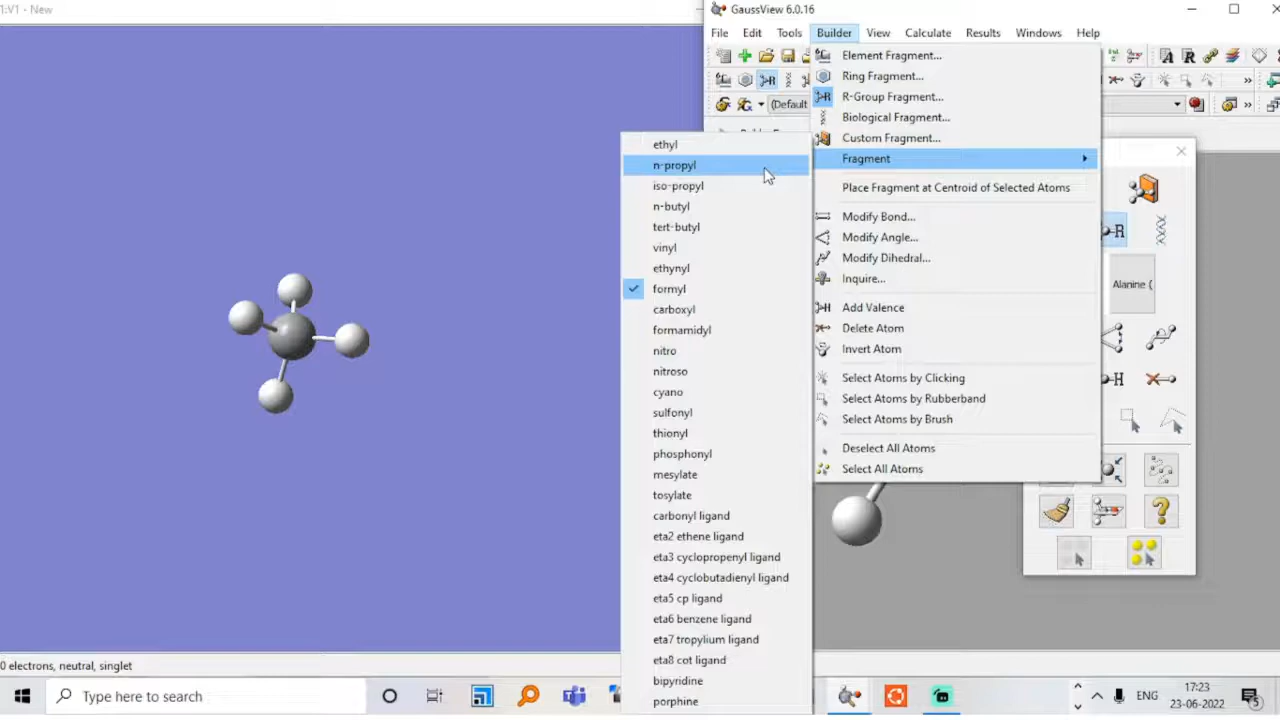 1:V1 - New
GaussView 6.0.16
File Edit Tools Builder View Calculate Results Windows Help
(Default
Element Fragment...
Ring Fragment...
R-Group Fragment...
Biological Fragment...
Custom Fragment...
Fragment
Place Fragment at Centroid of Selected Atoms
Modify Bond...
Modify Angle...
Modify Dihedral...
Inquire...
Add Valence
Delete Atom
Invert Atom
Select Atoms by Clicking
Select Atoms by Rubberband
Select Atoms by Brush
Deselect All Atoms
Select All Atoms
ethyl
n-propyl
iso-propyl
n-butyl
tert-butyl
vinyl
ethynyl
formyl
carboxyl
formamidyl
nitro
nitroso
cyano
sulfonyl
thionyl
phosphonyl
mesylate
tosylate
carbonyl ligand
eta2 ethene ligand
eta3 cyclopropenyl ligand
eta4 cyclobutadienyl ligand
eta5 cp ligand
eta6 benzene ligand
eta7 tropylium ligand
eta8 cot ligand
bipyridine
porphine
Alanine (
0 electrons, neutral, singlet
Type here to search
ENG
17:23
23-06-2022
5